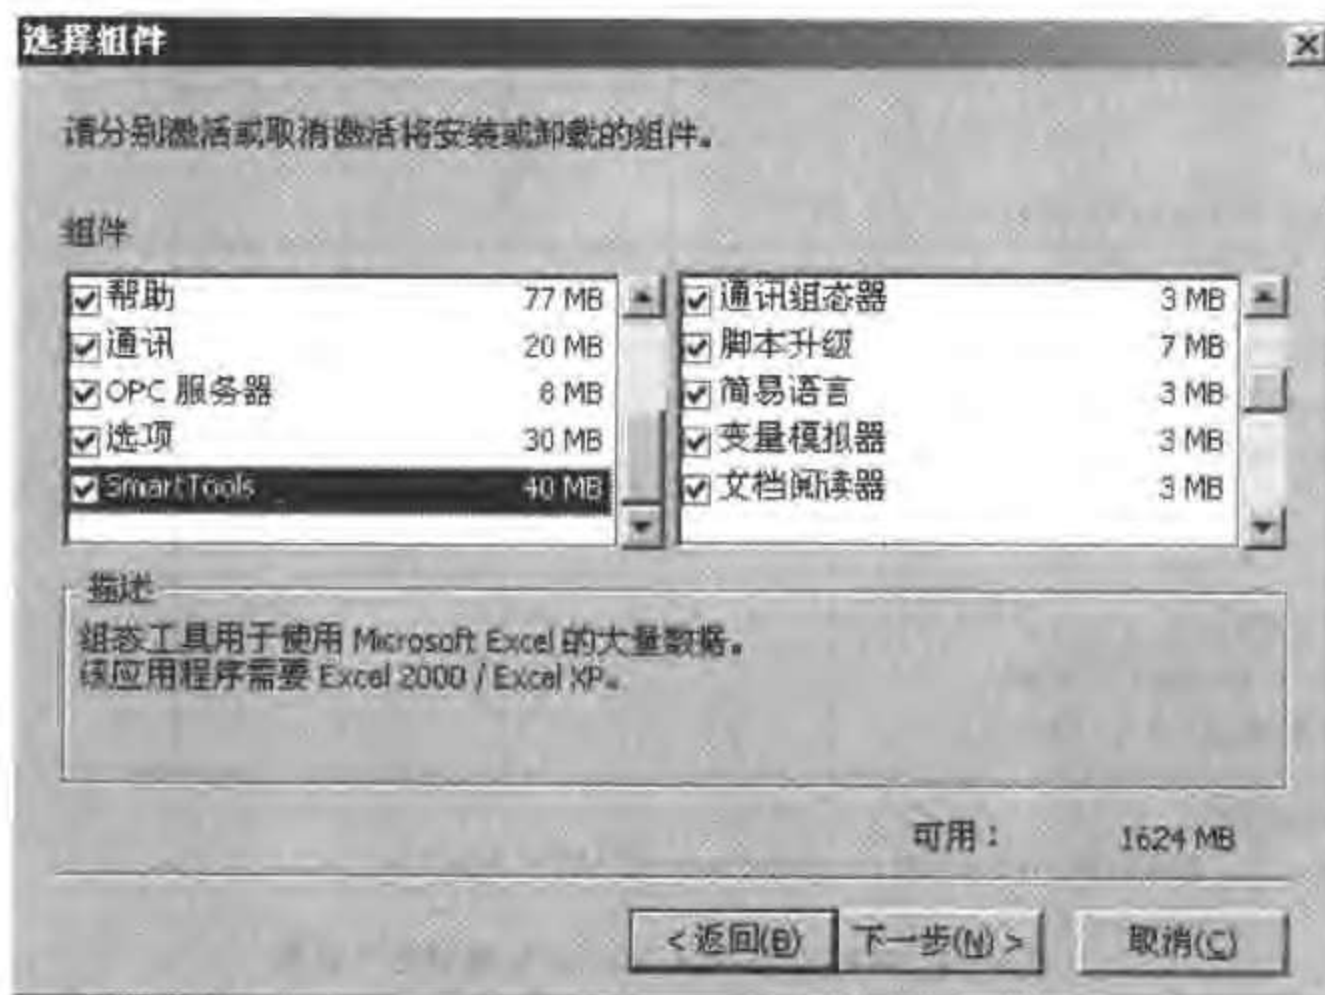 选择组件
请分别激活或取消激活将安装或卸载的组件。
组件
帮助 77 MB
通讯 20 MB
OPC 服务器 8 MB
选项 30 MB
SmartTools 40 MB
通讯组态器 3 MB
脚本升级 7 MB
简易语言 3 MB
变量模拟器 3 MB
文档阅读器 3 MB
描述
组态工具用于使用 Microsoft Excel 的大量数据。
该应用程序需要 Excel 2000 / Excel XP。
可用： 1624 MB
< 返回(B) 下一步(N) > 取消(C)